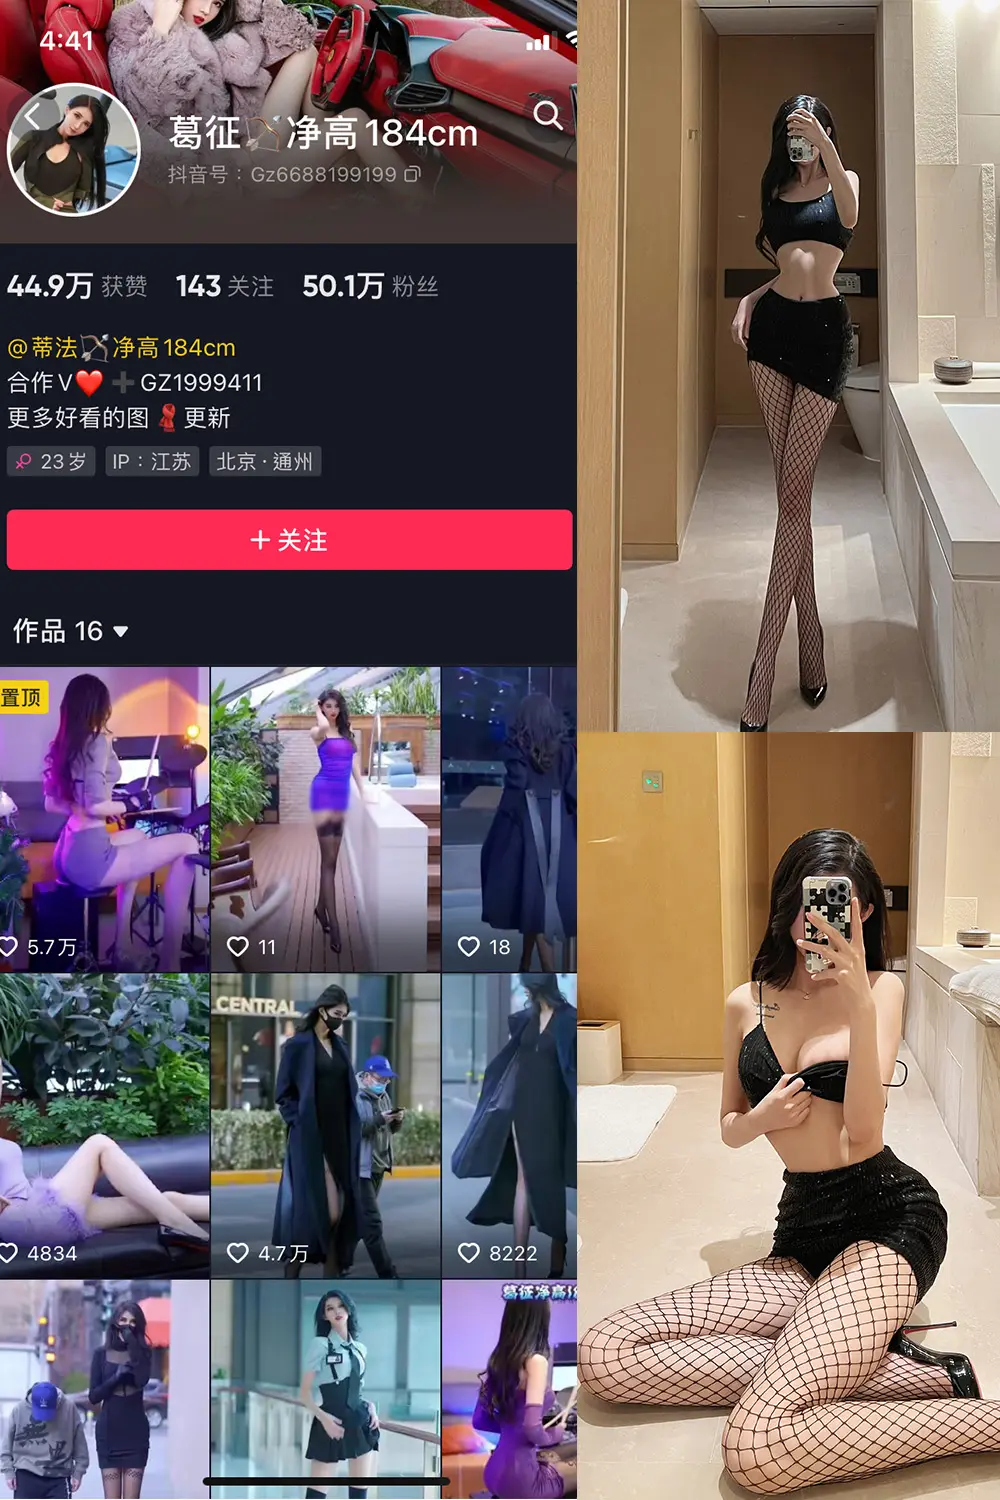 4:41
葛征🏹净高184cm
抖音号：Gz6688199199
44.9万 获赞 143 关注 50.1万 粉丝
@蒂法🏹净高184cm
合作V❤️➕GZ1999411
更多好看的图🧣更新
23岁 IP：江苏 北京·通州
+关注
作品 16
置顶
5.7万
11
18
CENTRAL
4834
4.7万
8222
葛征净高18